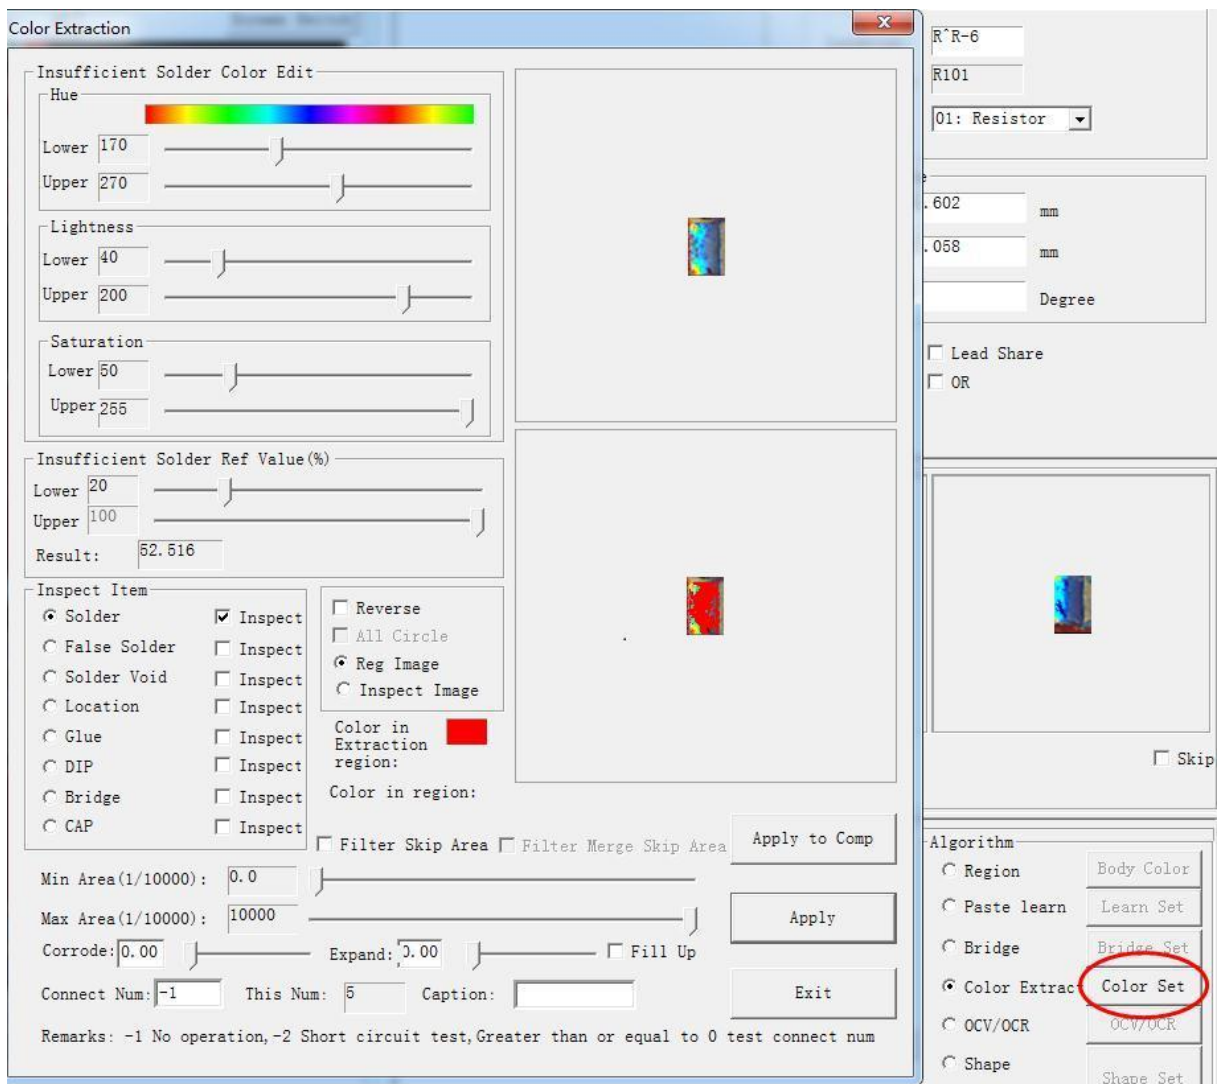 Color Extraction
Insufficient Solder Color Edit
Hue
Lower 170
Upper 270
Lightness
Lower 40
Upper 200
Saturation
Lower 50
Upper 255
Insufficient Solder Ref Value(%)
Lower 20
Upper 100
Result: 52.516
Inspect Item
Solder Inspect
False Solder Inspect
Solder Void Inspect
Location Inspect
Glue Inspect
DIP Inspect
Bridge Inspect
CAP Inspect
Reverse
All Circle
Reg Image
Inspect Image
Color in
Extraction
region:
Color in region:
Filter Skip Area Filter Merge Skip Area
Apply to Comp
Min Area(1/10000): 0.0
Max Area(1/10000): 10000
Apply
Corrode: 0.00 Expand: 0.00 Fill Up
Connect Num: -1 This Num: 5 Caption:
Exit
Remarks: -1 No operation,-2 Short circuit test,Greater than or equal to 0 test connect num
R^R-6
R101
01: Resistor
.602 mm
.058 mm
Degree
Lead Share
OR
Skip
Algorithm
Region Body Color
Paste learn Learn Set
Bridge Bridge Set
Color Extrac Color Set
OCV/OCR OCV/OCR
Shape Shape Set